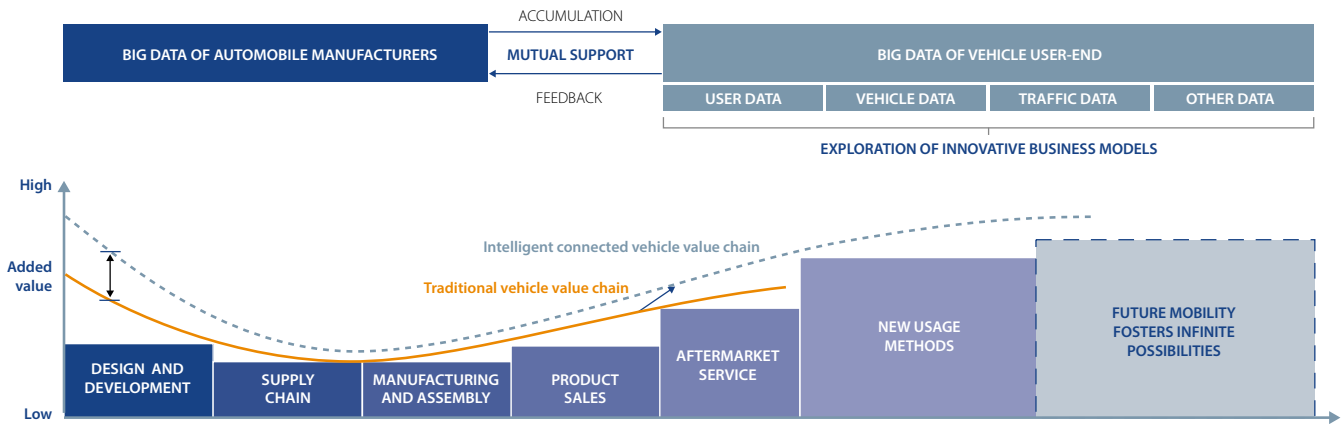 ACCUMULATION
BIG DATA OF AUTOMOBILE MANUFACTURERS
MUTUAL SUPPORT
BIG DATA OF VEHICLE USER-END
FEEDBACK
USER DATA
VEHICLE DATA
TRAFFIC DATA
OTHER DATA
EXPLORATION OF INNOVATIVE BUSINESS MODELS
High
Added
value
Low
Intelligent connected vehicle value chain
Traditional vehicle value chain
DESIGN AND
DEVELOPMENT
SUPPLY
CHAIN
MANUFACTURING
AND ASSEMBLY
PRODUCT
SALES
AFTERMARKET
SERVICE
NEW USAGE
METHODS
FUTURE MOBILITY
FOSTERS INFINITE
POSSIBILITIES